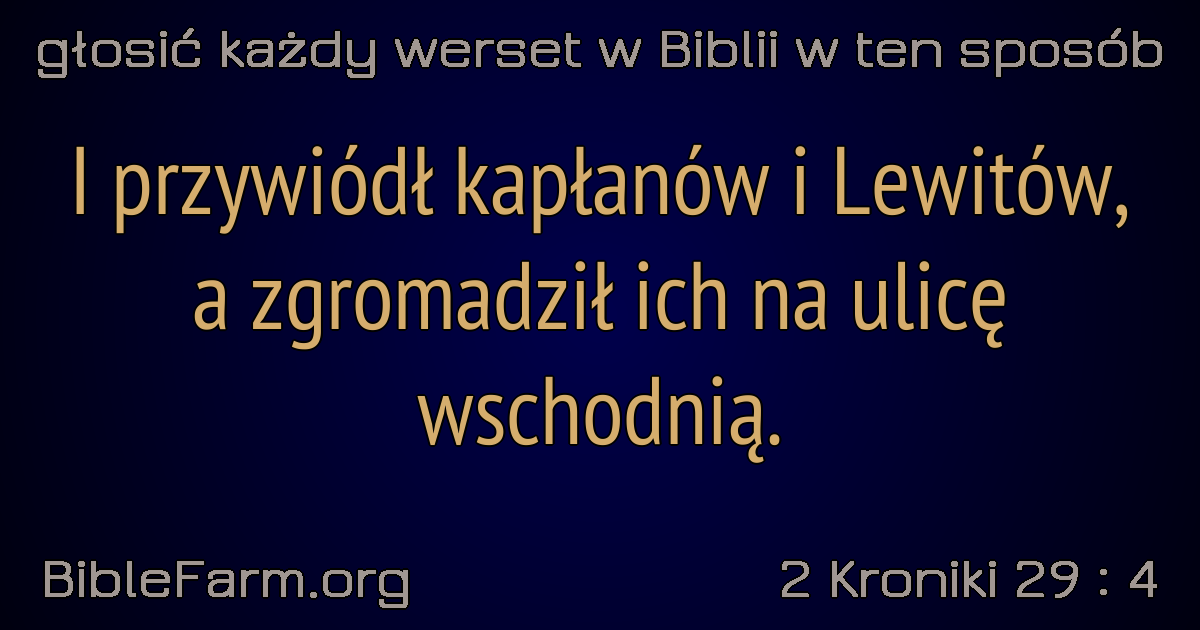 głosić każdy werset w Biblii w ten sposób
I przywiódł kapłanów i Lewitów,
a zgromadził ich na ulicę
wschodnią.
BibleFarm.org
2 Kroniki 29 : 4